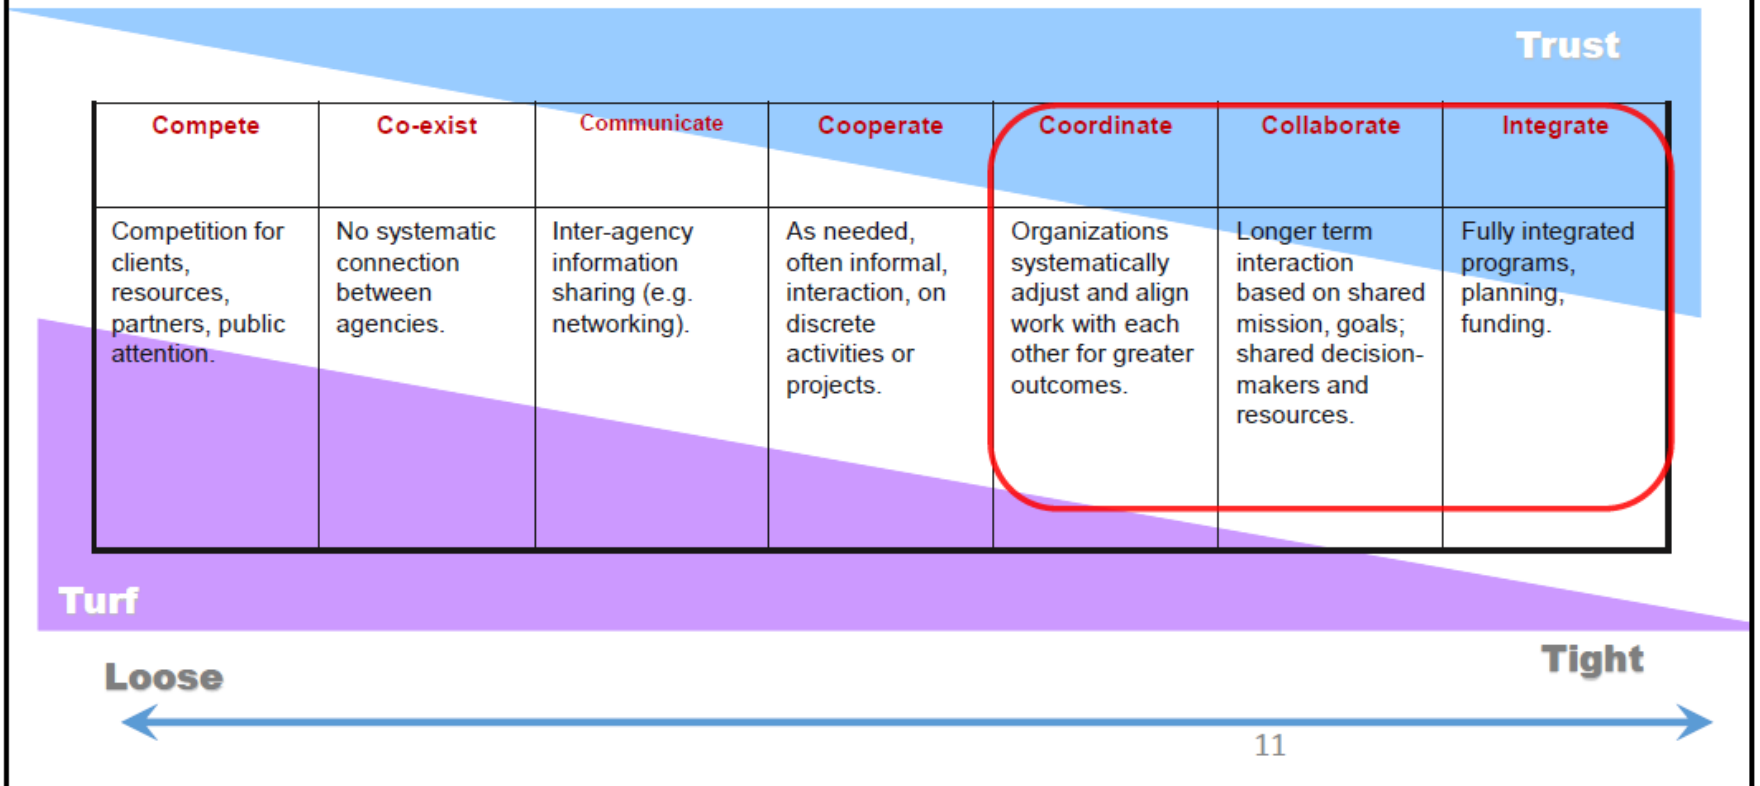 Trust
Compete
Co-exist
Communicate
Cooperate
Coordinate
Collaborate
Integrate
Competition for
clients,
resources,
partners, public
attention.
No systematic
connection
between
agencies.
Inter-agency
information
sharing (e.g.
networking).
As needed,
often informal,
interaction, on
discrete
activities or
projects.
Organizations
systematically
adjust and align
work with each
other for greater
outcomes.
Longer term
interaction
based on shared
mission, goals;
shared decision-
makers and
resources.
Fully integrated
programs,
planning,
funding.
Turf
Loose
Tight
11